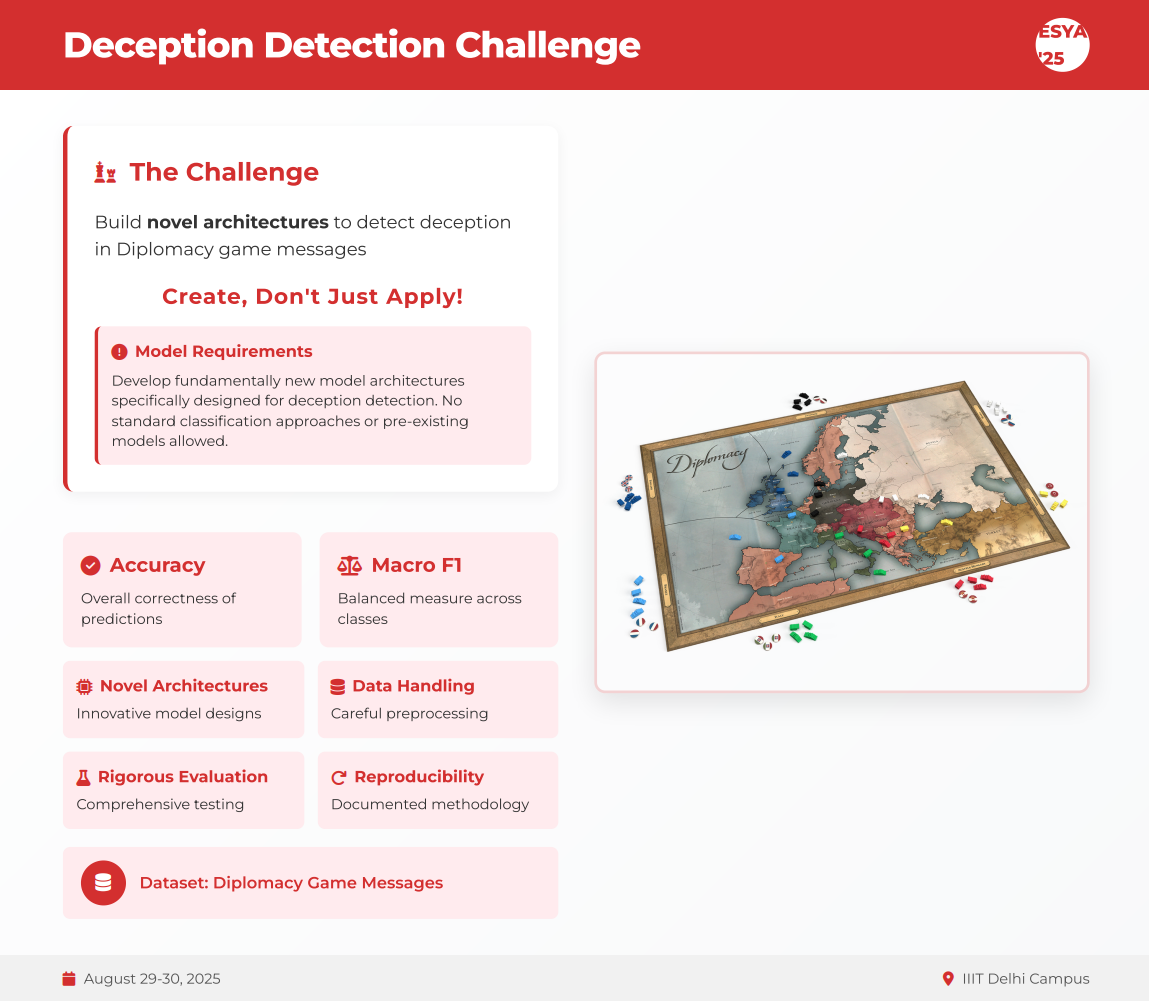 Deception Detection Challenge
ESYA
'25
The Challenge
Build novel architectures to detect deception
in Diplomacy game messages
Create, Don't Just Apply!
Model Requirements
Develop fundamentally new model architectures
specifically designed for deception detection. No
standard classification approaches or pre-existing
models allowed.
Accuracy
Overall correctness of
predictions
Macro F1
Balanced measure across
classes
Novel Architectures
Innovative model designs
Data Handling
Careful preprocessing
Rigorous Evaluation
Comprehensive testing
Reproducibility
Documented methodology
Dataset: Diplomacy Game Messages
Diplomacy
August 29-30, 2025
IIIT Delhi Campus